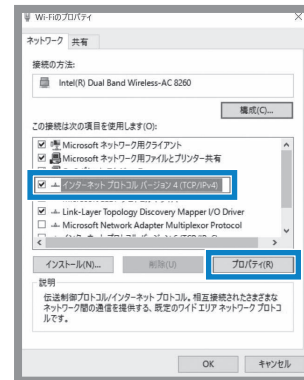 Wi-Fiのプロパティ
ネットワーク 共有
接続の方法:
Intel(R) Dual Band Wireless-AC 8260
構成(C)...
この接続は次の項目を使用します(O):
Microsoft ネットワーク用クライアント
Microsoft ネットワーク用ファイルとプリンター共有
インターネット プロトコル バージョン 4 (TCP/IPv4)
Link-Layer Topology Discovery Mapper I/O Driver
Microsoft Network Adapter Multiplexor Protocol
インストール(N)... 削除(U) プロパティ(R)
説明
伝送制御プロトコル/インターネット プロトコル。相互接続されたさまざまな
ネットワーク間の通信を提供する、既定のワイド エリア ネットワーク プロトコ
ルです。
OK キャンセル